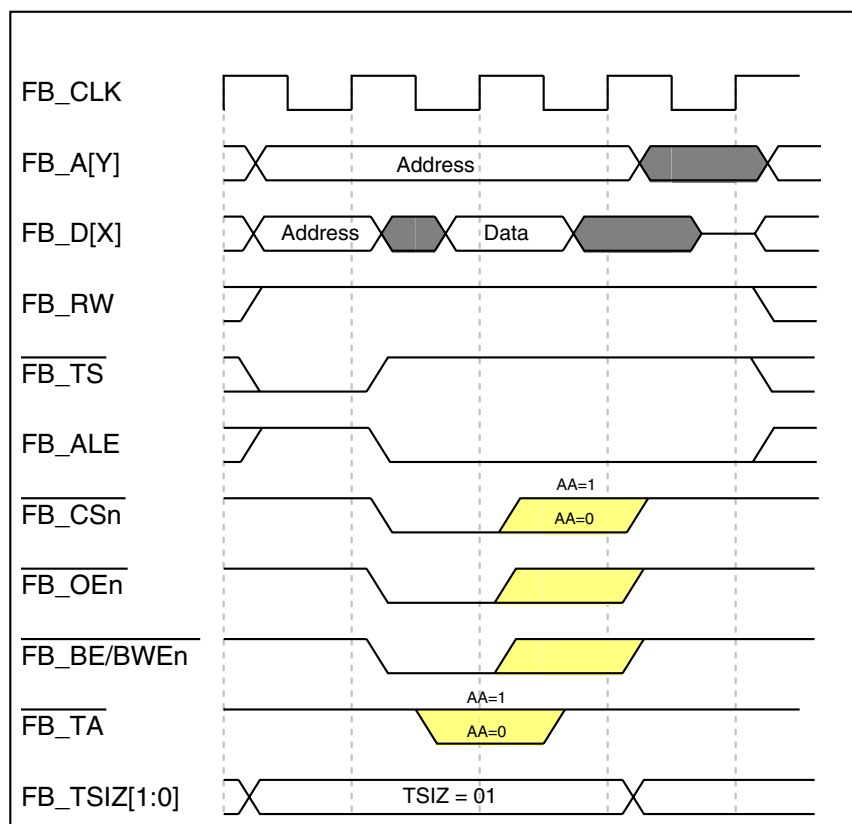 FB_CLK
FB_A[Y]
Address
FB_D[X]
Address
Data
FB_RW
FB_TS
FB_ALE
AA=1
FB_CSn
AA=0
FB_OEn
FB_BE/BWEn
AA=1
FB_TA
AA=0
FB_TSIZ[1:0]
TSIZ = 01